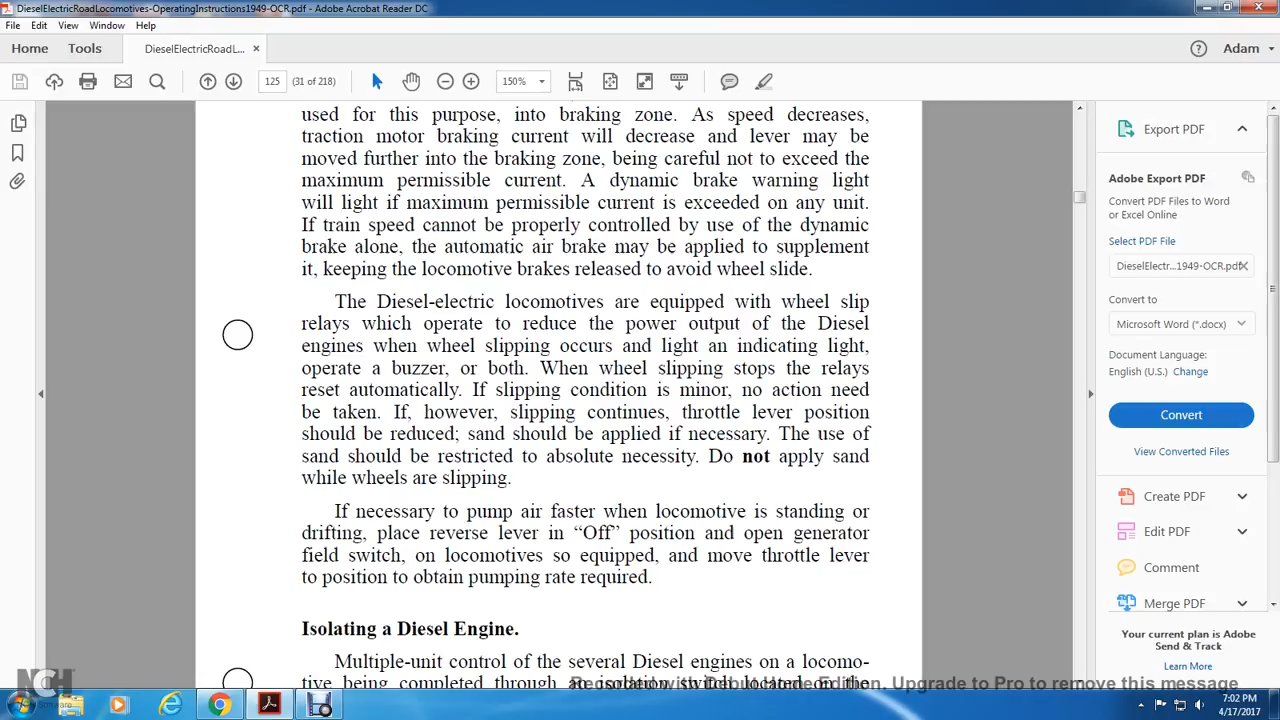 DieselElectricRoadLocomotives-OperatingInstructions1949-OCR.pdf - Adobe Acrobat Reader DC
File Edit View Window Help
Home Tools DieselElectricRoadL... × Adam
125 (31 of 218) 150%
used for this purpose, into braking zone. As speed decreases,
traction motor braking current will decrease and lever may be
moved further into the braking zone, being careful not to exceed the
maximum permissible current. A dynamic brake warning light
will light if maximum permissible current is exceeded on any unit.
If train speed cannot be properly controlled by use of the dynamic
brake alone, the automatic air brake may be applied to supplement
it, keeping the locomotive brakes released to avoid wheel slide.
The Diesel-electric locomotives are equipped with wheel slip
relays which operate to reduce the power output of the Diesel
engines when wheel slipping occurs and light an indicating light,
operate a buzzer, or both. When wheel slipping stops the relays
reset automatically. If slipping condition is minor, no action need
be taken. If, however, slipping continues, throttle lever position
should be reduced; sand should be applied if necessary. The use of
sand should be restricted to absolute necessity. Do not apply sand
while wheels are slipping.
If necessary to pump air faster when locomotive is standing or
drifting, place reverse lever in “Off” position and open generator
field switch, on locomotives so equipped, and move throttle lever
to position to obtain pumping rate required.
Isolating a Diesel Engine.
Multiple-unit control of the several Diesel engines on a locomo-
tive being completed through an isolation switch located on the
Export PDF
Adobe Export PDF
Convert PDF Files to Word
or Excel Online
Select PDF File
DieselElectr...1949-OCR.pdf
Convert to
Microsoft Word (*.docx)
Document Language:
English (U.S.) Change
Convert
View Converted Files
Create PDF
Edit PDF
Comment
Merge PDF
Your current plan is Adobe
Send & Track
Learn More
NCH
Software
Home Edition. Upgrade to Pro to remove this message
7:02 PM
4/17/2017